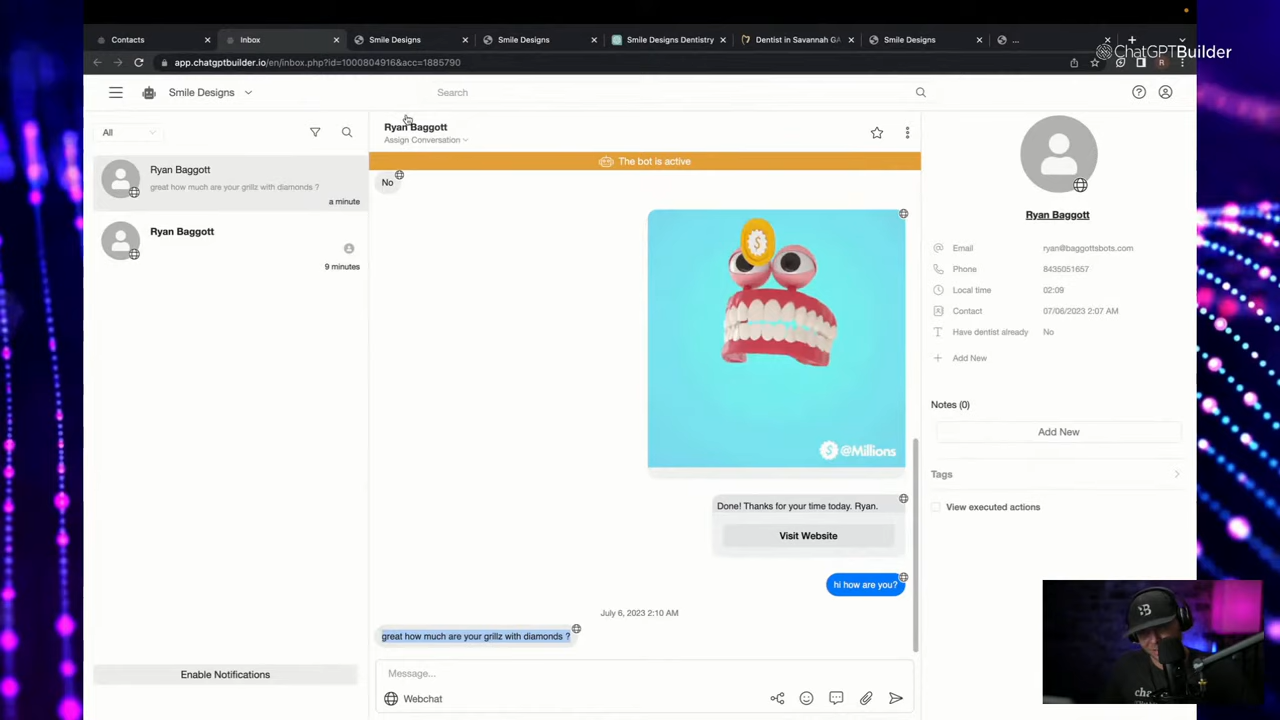 Contacts
Inbox
Smile Designs
Smile Designs
Smile Designs Dentistry
Dentist in Savannah GA
Smile Designs
...
ChatGPTBuilder
app.chatgptbuilder.io/en/inbox.php?id=1000804916&acc=1885790
R
Smile Designs
Search
All
Ryan Baggott
great how much are your grillz with diamonds ?
a minute
Ryan Baggott
9 minutes
Enable Notifications
Ryan Baggott
Assign Conversation
The bot is active
No
$
@Millions
Done! Thanks for your time today. Ryan.
Visit Website
hi how are you?
July 6, 2023 2:10 AM
great how much are your grillz with diamonds ?
Message...
Webchat
Ryan Baggott
Email ryan@baggottsbots.com
Phone 8435051657
Local time 02:09
Contact 07/06/2023 2:07 AM
Have dentist already No
Add New
Notes (0)
Add New
Tags
View executed actions